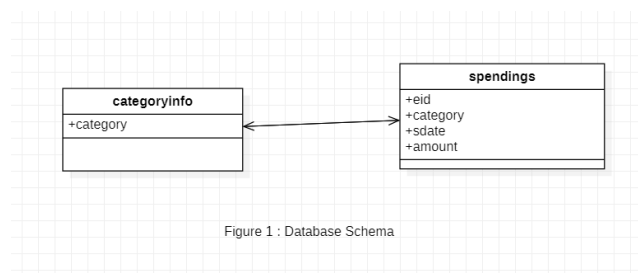 categoryinfo
+category
spendings
+eid
+category
+sdate
+amount
Figure 1 : Database Schema